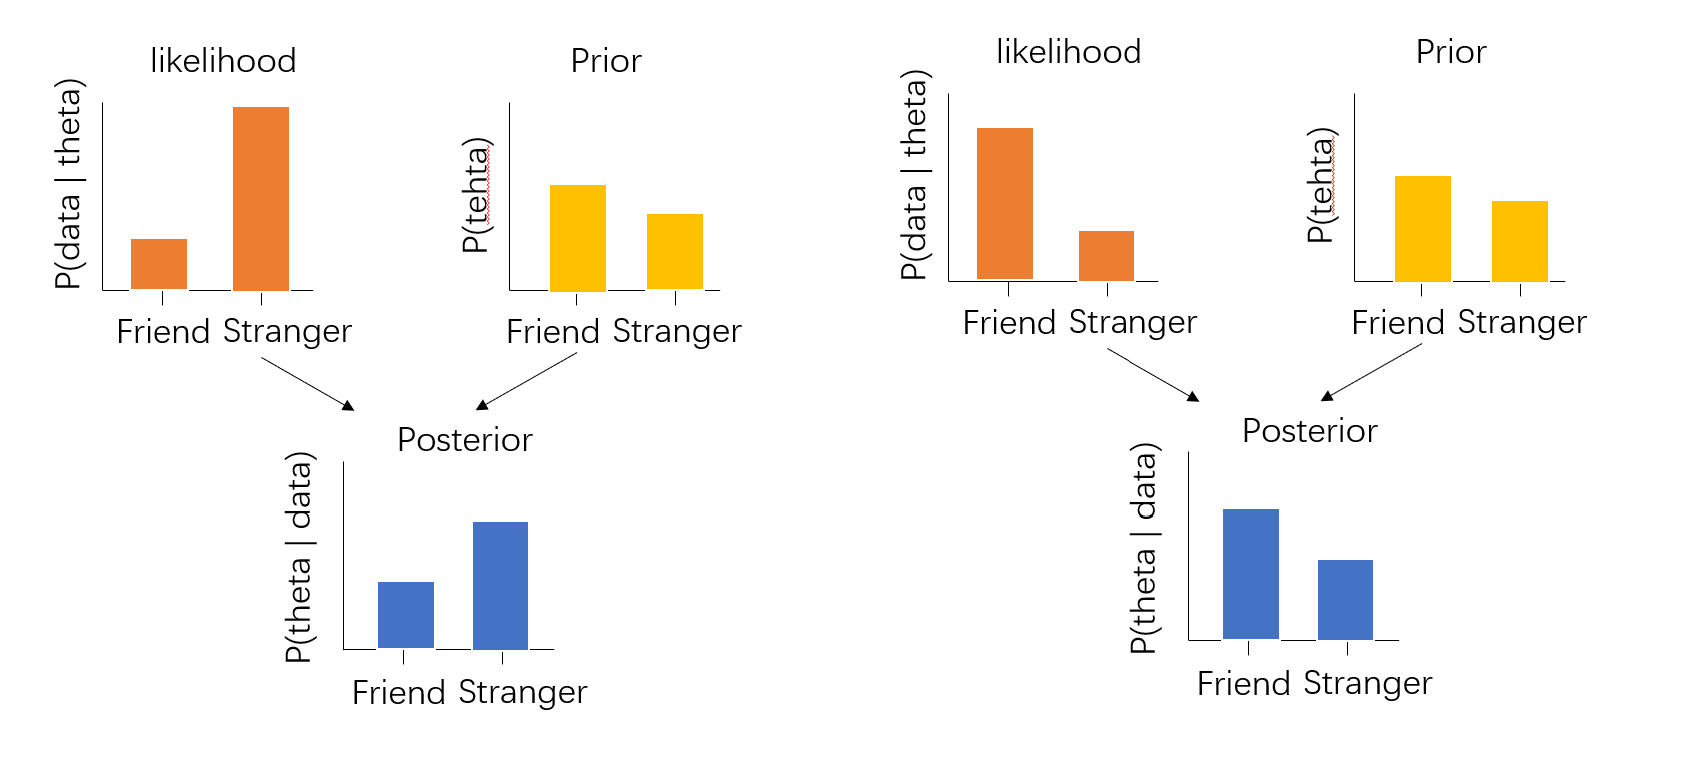 likelihood
Prior
P(data | theta)
P(tehta)
Friend Stranger
Friend Stranger
Posterior
P(theta | data)
Friend Stranger
likelihood
Prior
P(data | theta)
P(tehta)
Friend Stranger
Friend Stranger
Posterior
P(theta | data)
Friend Stranger